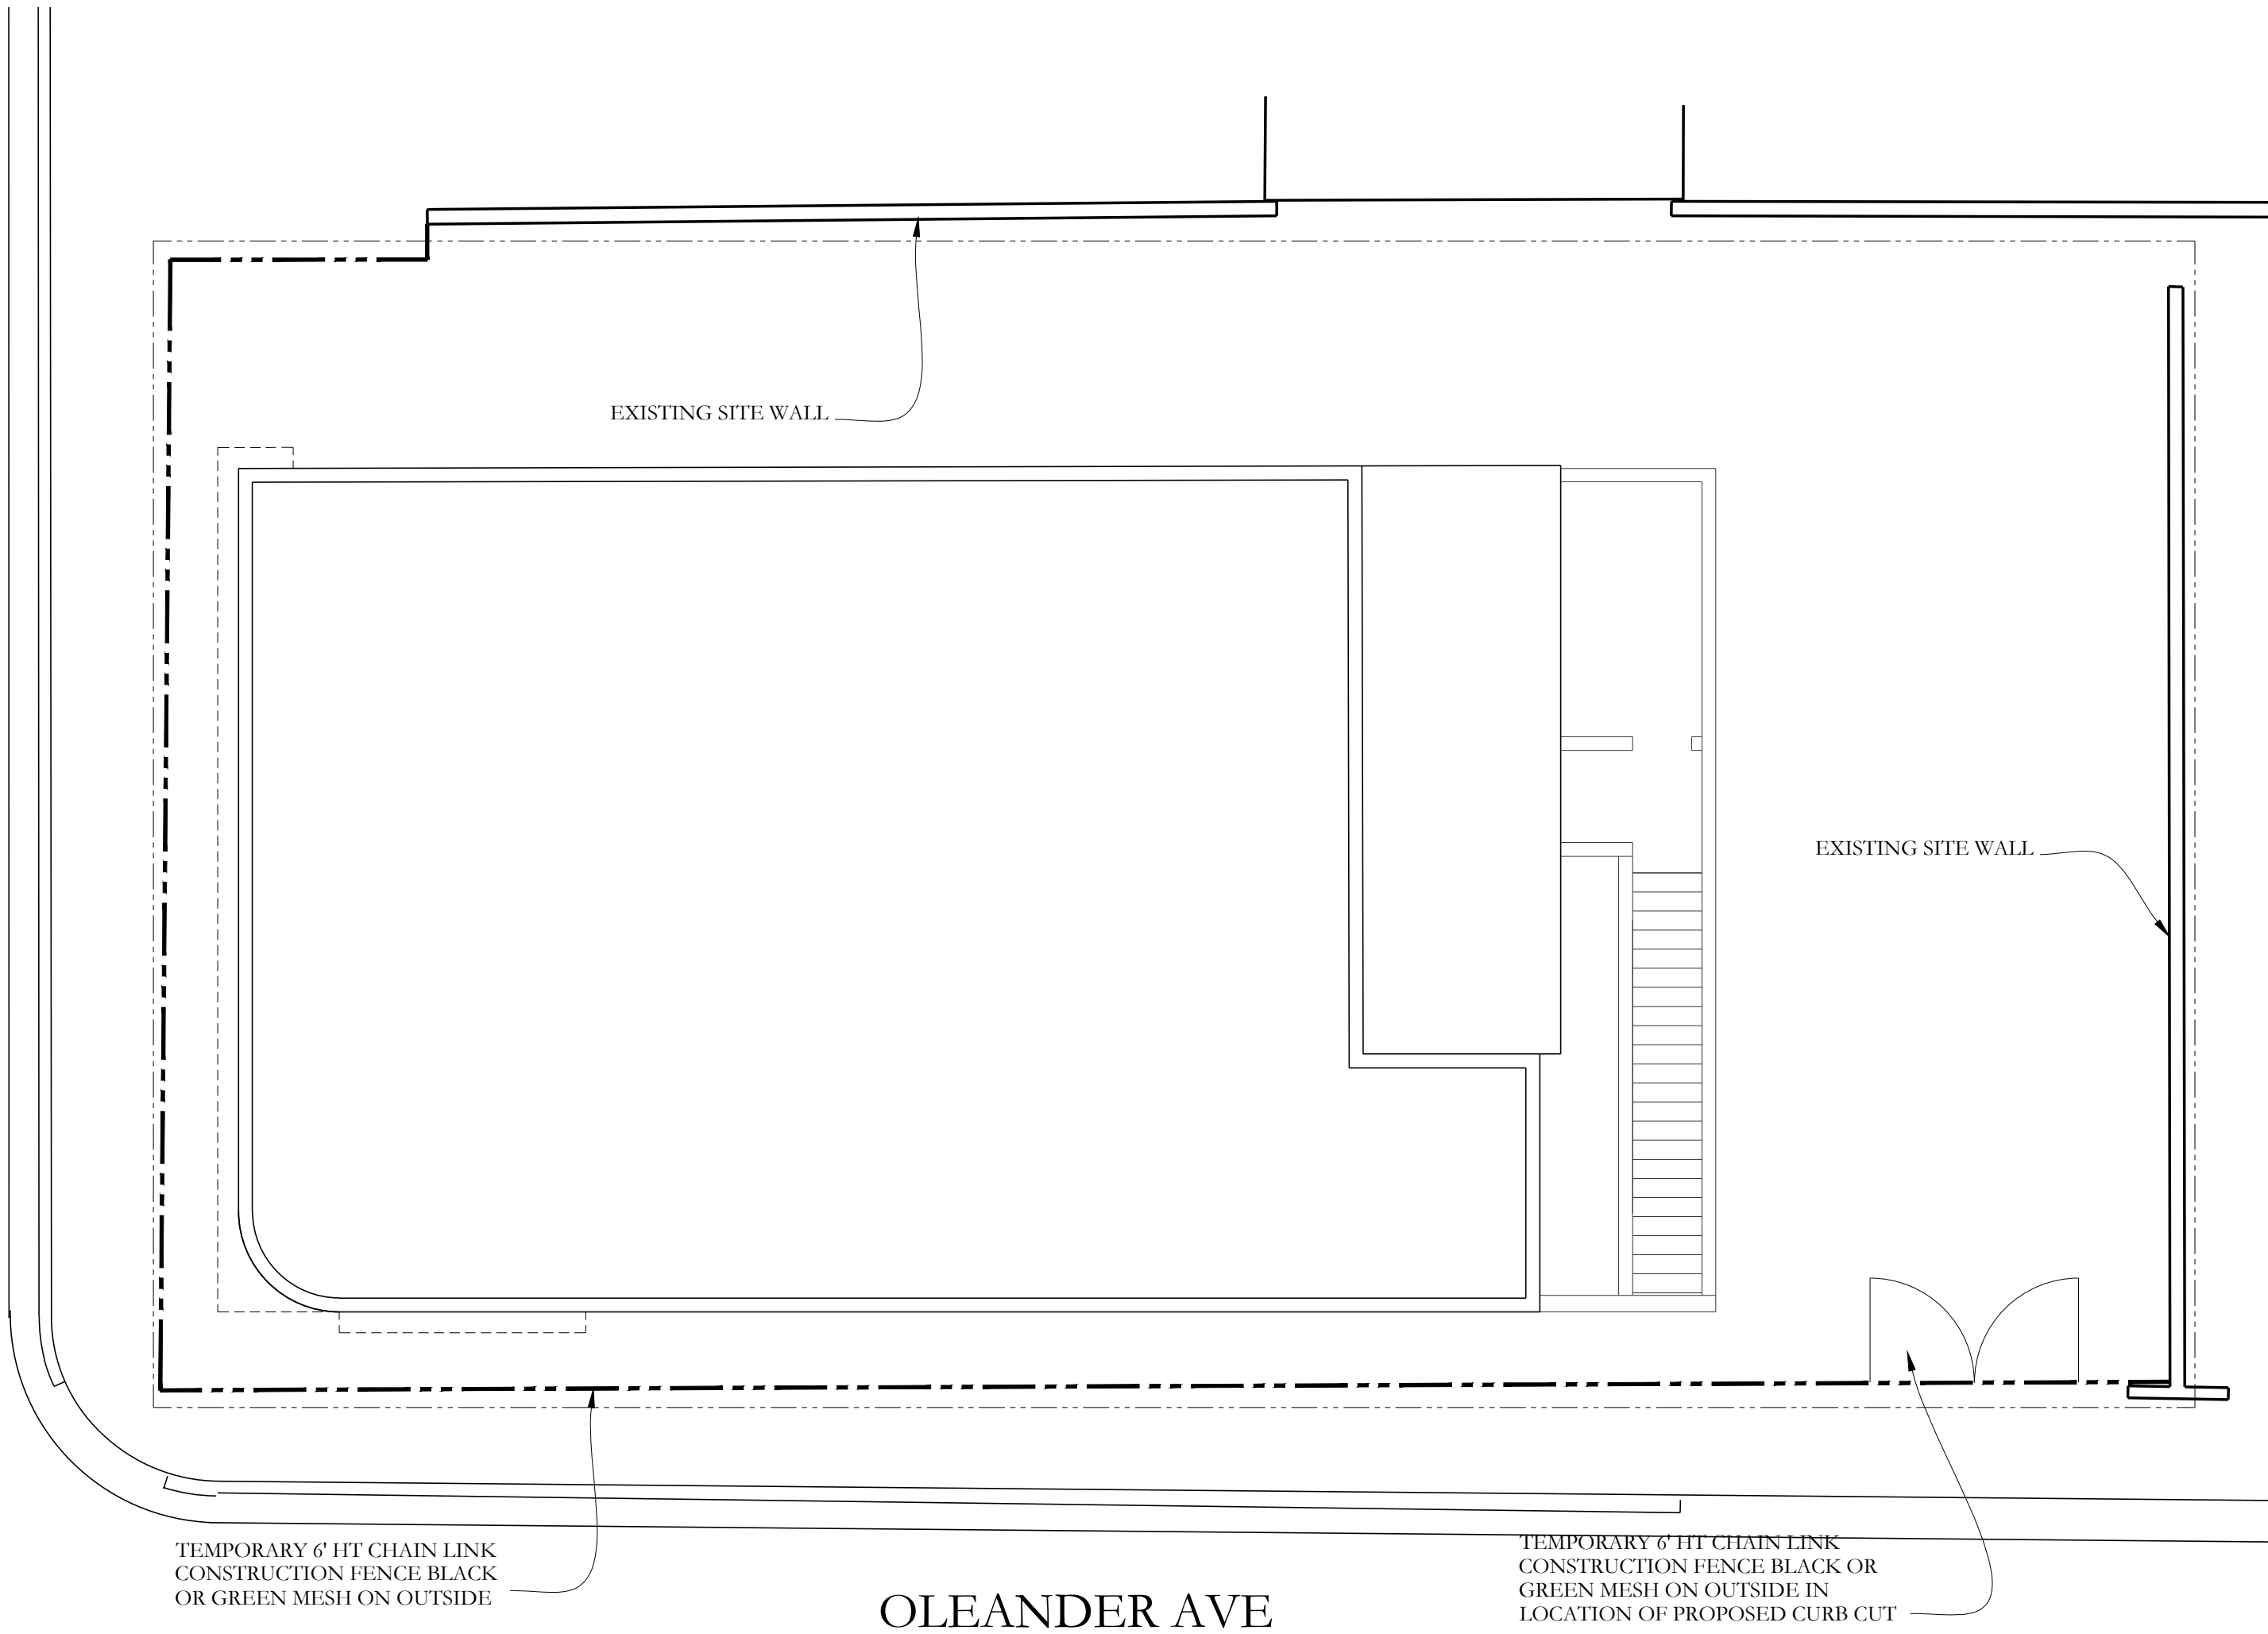 EXISTING SITE WALL
EXISTING SITE WALL
TEMPORARY 6' HT CHAIN LINK
CONSTRUCTION FENCE BLACK
OR GREEN MESH ON OUTSIDE
TEMPORARY 6' HT CHAIN LINK
CONSTRUCTION FENCE BLACK OR
GREEN MESH ON OUTSIDE IN
LOCATION OF PROPOSED CURB CUT
OLEANDER AVE